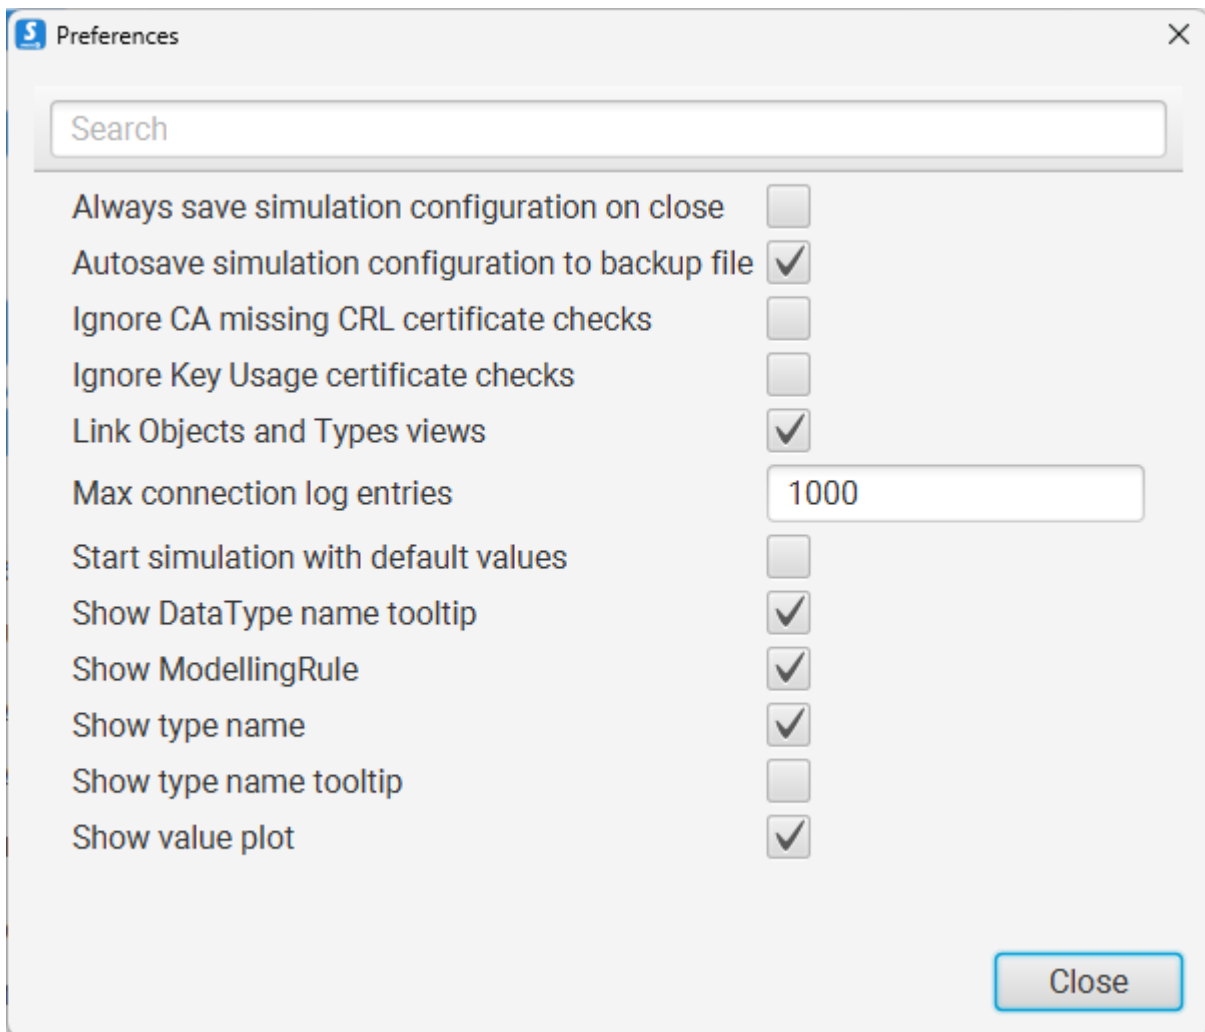 Preferences
Search
Always save simulation configuration on close
Autosave simulation configuration to backup file
Ignore CA missing CRL certificate checks
Ignore Key Usage certificate checks
Link Objects and Types views
Max connection log entries 1000
Start simulation with default values
Show DataType name tooltip
Show ModellingRule
Show type name
Show type name tooltip
Show value plot
Close